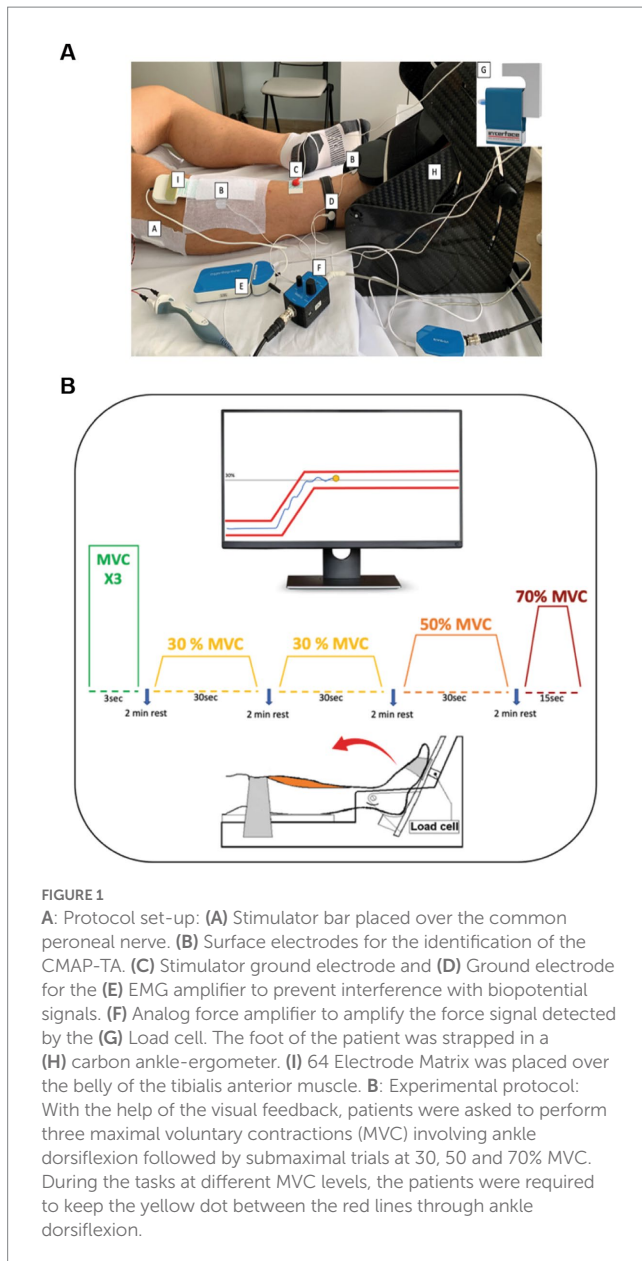 A
G
interface
B
C
I
B
H
D
A
F
E
B
30%
MVC
X3
70% MVC
50% MVC
30 % MVC
30 % MVC
3sec
30sec
30sec
30sec
15sec
2 min rest
2 min rest
2 min rest
2 min rest
Load cell
FIGURE 1
A: Protocol set-up: (A) Stimulator bar placed over the common
peroneal nerve. (B) Surface electrodes for the identification of the
CMAP-TA. (C) Stimulator ground electrode and (D) Ground electrode
for the (E) EMG amplifier to prevent interference with biopotential
signals. (F) Analog force amplifier to amplify the force signal detected
by the (G) Load cell. The foot of the patient was strapped in a
(H) carbon ankle-ergometer. (I) 64 Electrode Matrix was placed over
the belly of the tibialis anterior muscle. B: Experimental protocol:
With the help of the visual feedback, patients were asked to perform
three maximal voluntary contractions (MVC) involving ankle
dorsiflexion followed by submaximal trials at 30, 50 and 70% MVC.
During the tasks at different MVC levels, the patients were required
to keep the yellow dot between the red lines through ankle
dorsiflexion.